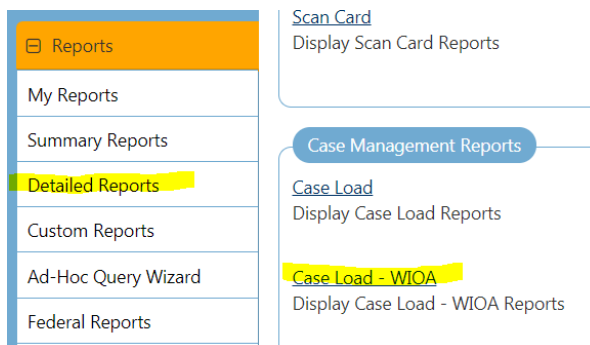 Reports
My Reports
Summary Reports
Detailed Reports
Custom Reports
Ad-Hoc Query Wizard
Federal Reports
Scan Card
Display Scan Card Reports
Case Management Reports
Case Load
Display Case Load Reports
Case Load - WIOA
Display Case Load - WIOA Reports